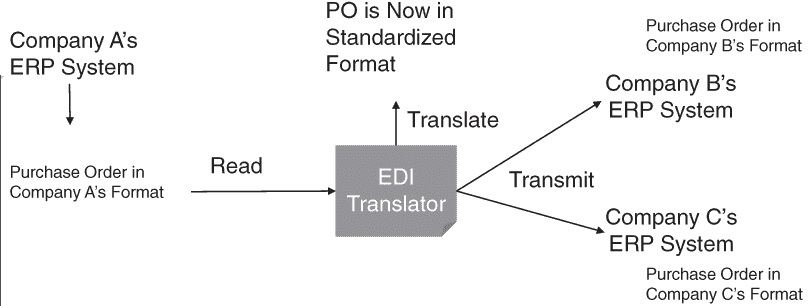 Company A's
ERP System
Purchase Order in
Company A's Format
Read
PO is Now in
Standardized
Format
Translate
EDI
Translator
Transmit
Purchase Order in
Company B's Format
Company B's
ERP System
Company C's
ERP System
Purchase Order in
Company C's Format